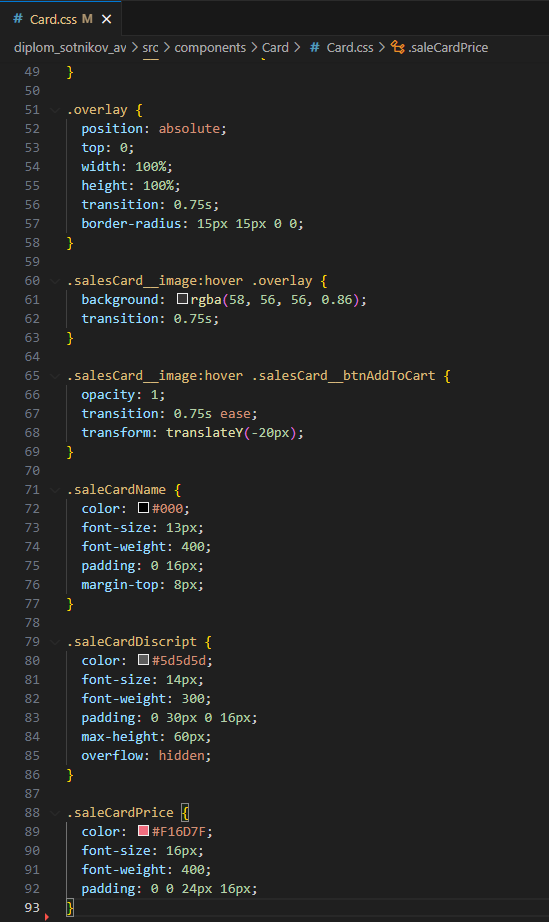 # Card.css M ×
diplom_sotnikov_av > src > components > Card > # Card.css > .saleCardPrice
49 }
50
51 .overlay {
52 position: absolute;
53 top: 0;
54 width: 100%;
55 height: 100%;
56 transition: 0.75s;
57 border-radius: 15px 15px 0 0;
58 }
59
60 .salesCard__image:hover .overlay {
61 background: rgba(58, 56, 56, 0.86);
62 transition: 0.75s;
63 }
64
65 .salesCard__image:hover .salesCard__btnAddToCart {
66 opacity: 1;
67 transition: 0.75s ease;
68 transform: translateY(-20px);
69 }
70
71 .saleCardName {
72 color: #000;
73 font-size: 13px;
74 font-weight: 400;
75 padding: 0 16px;
76 margin-top: 8px;
77 }
78
79 .saleCardDiscript {
80 color: #5d5d5d;
81 font-size: 14px;
82 font-weight: 300;
83 padding: 0 30px 0 16px;
84 max-height: 60px;
85 overflow: hidden;
86 }
87
88 .saleCardPrice {
89 color: #F16D7F;
90 font-size: 16px;
91 font-weight: 400;
92 padding: 0 0 24px 16px;
93 }